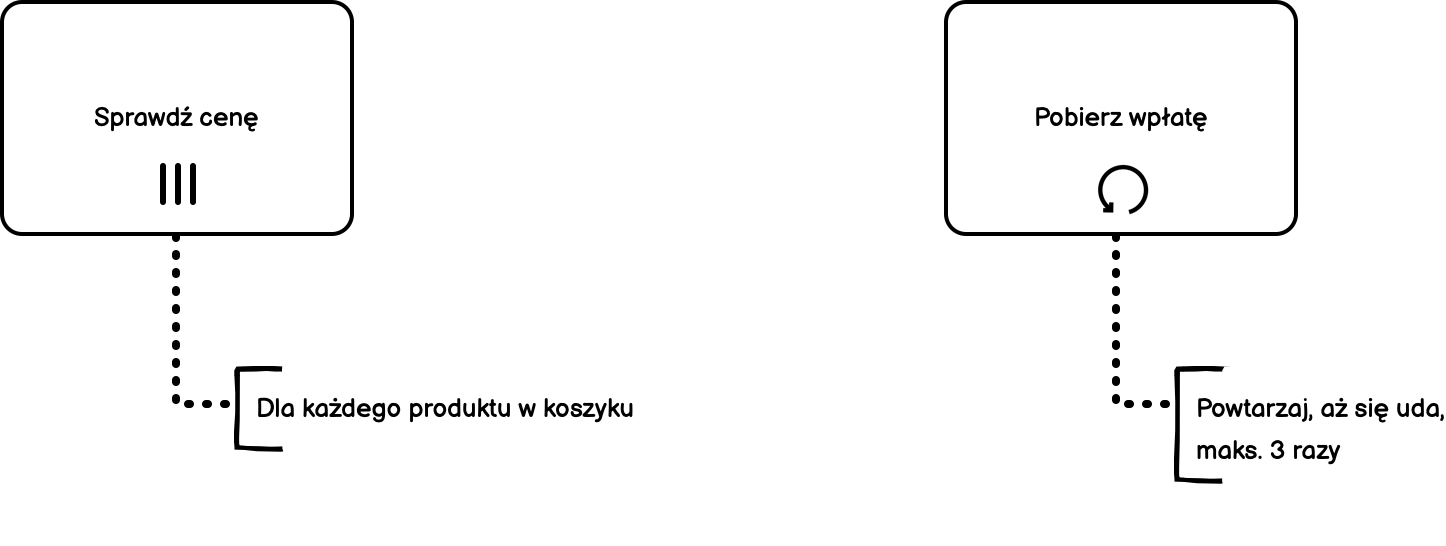 Sprawdź cenę
Pobierz wpłatę
Dla każdego produktu w koszyku
Powtarzaj, aż się uda,
maks. 3 razy